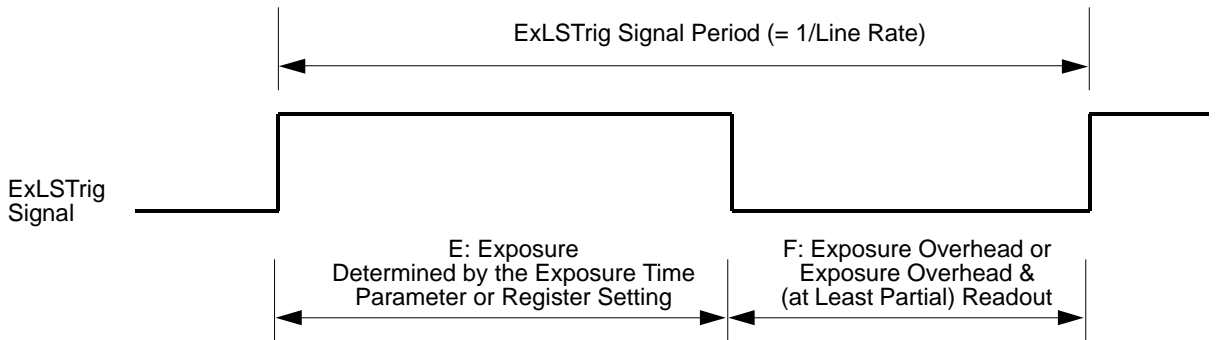 ExLSTrig Signal Period (= 1/Line Rate)
ExLSTrig
Signal
E: Exposure
Determined by the Exposure Time
Parameter or Register Setting
F: Exposure Overhead or
Exposure Overhead &
(at Least Partial) Readout